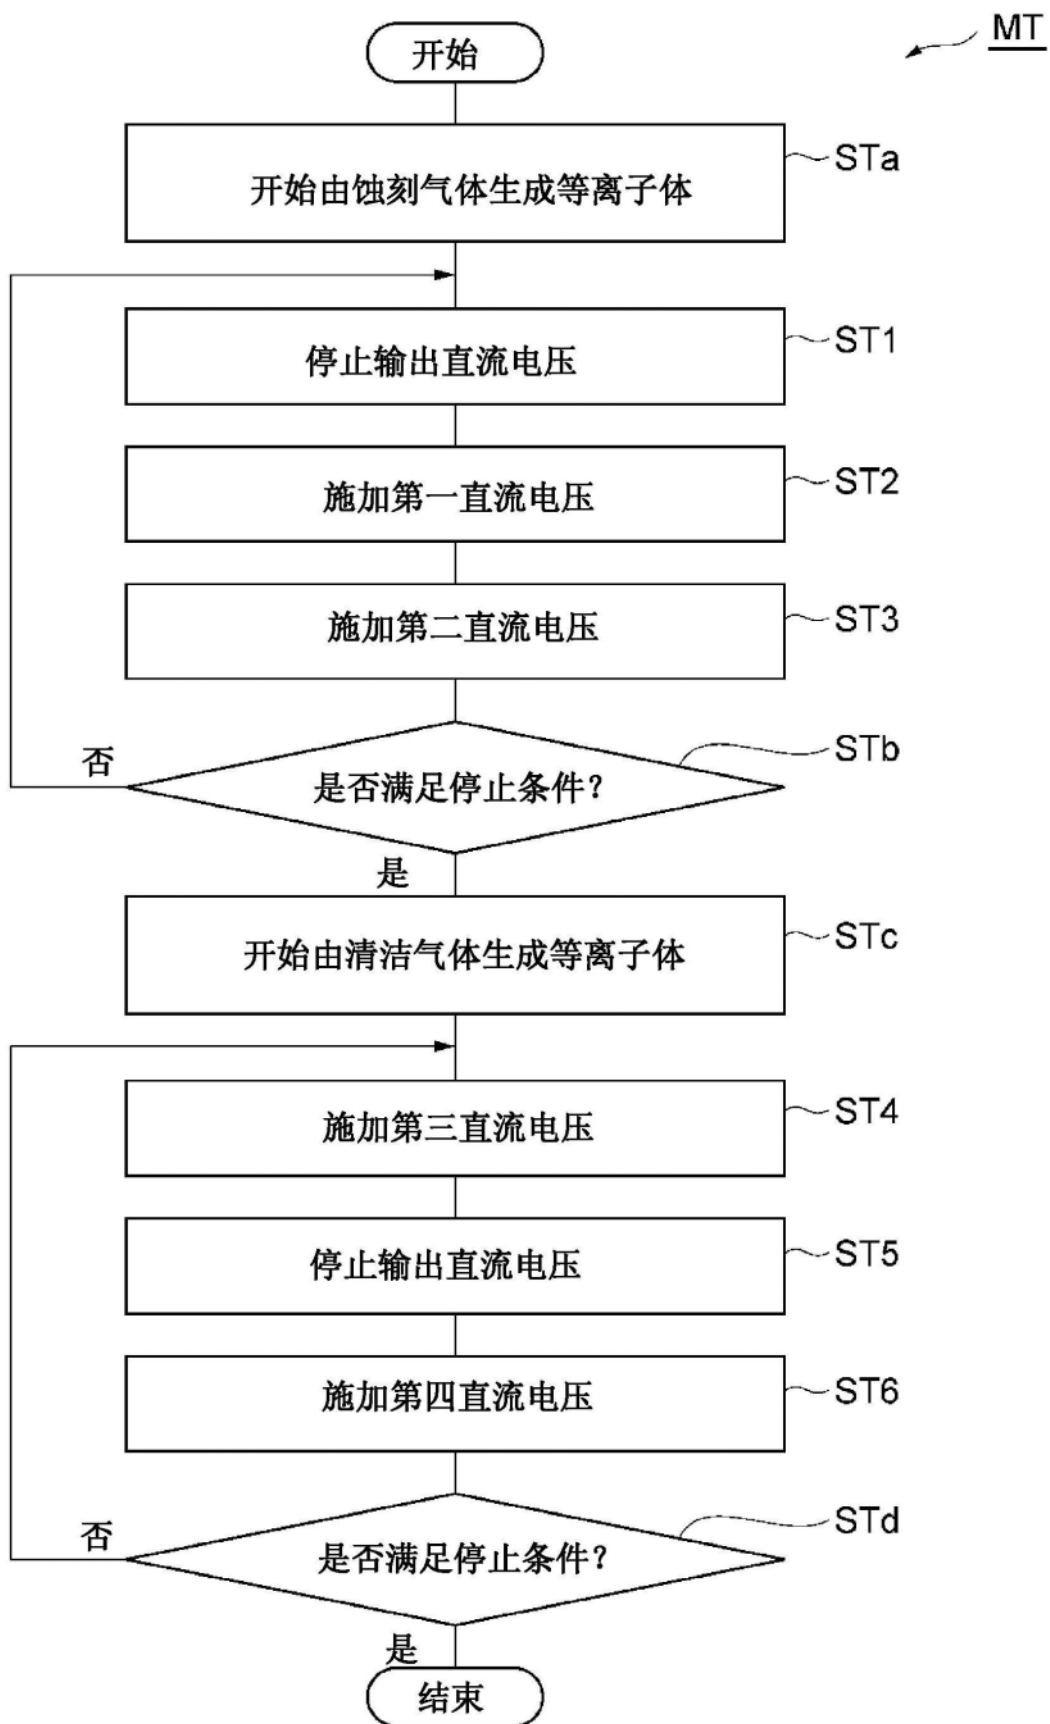 MT
开始
开始由蚀刻气体生成等离子体
STa
停止输出直流电压
ST1
施加第一直流电压
ST2
施加第二直流电压
ST3
是否满足停止条件？
STb
否
是
开始由清洁气体生成等离子体
STc
施加第三直流电压
ST4
停止输出直流电压
ST5
施加第四直流电压
ST6
是否满足停止条件？
STd
否
是
结束